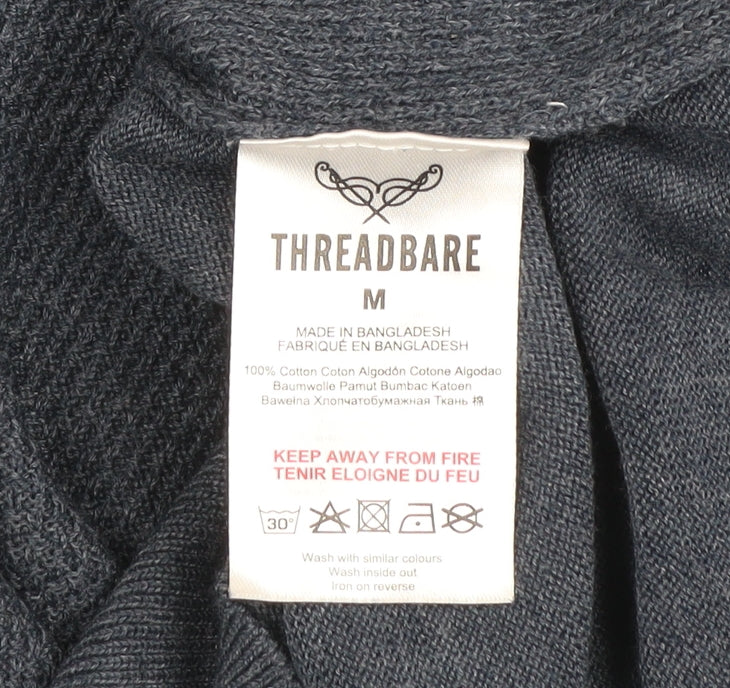 THREADBARE
M
MADE IN BANGLADESH
FABRIQUÉ EN BANGLADESH
100% Cotton Coton Algodón Cotone Algodao
Baumwolle Pamut Bumbac Katoen
Bawełna Хлопчатобумажная Ткань 棉
KEEP AWAY FROM FIRE
TENIR ELOIGNE DU FEU
30°
Wash with similar colours
Wash inside out
Iron on reverse